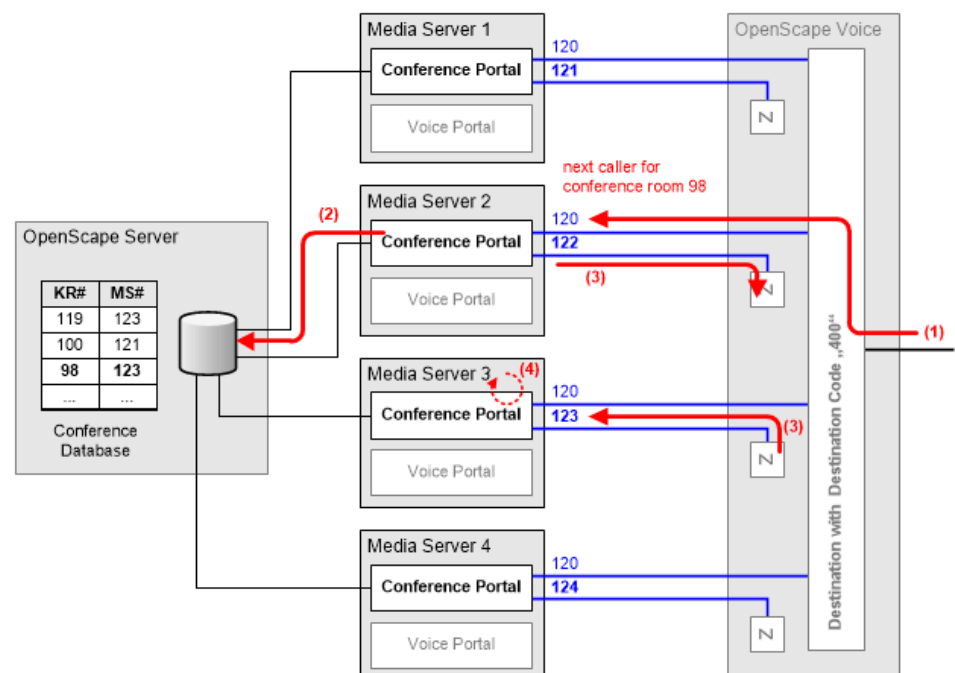 Media Server 1
Conference Portal
Voice Portal
120
121
OpenScape Voice
Z
next caller for
conference room 98
Media Server 2
Conference Portal
Voice Portal
(2)
120
122
(3)
Z
(1)
OpenScape Server
KR# MS#
119 123
100 121
98 123
... ...
Conference
Database
Media Server 3
(4)
Conference Portal
Voice Portal
120
123
(3)
Z
Destination with Destination Code „400“
Media Server 4
Conference Portal
Voice Portal
120
124
Z